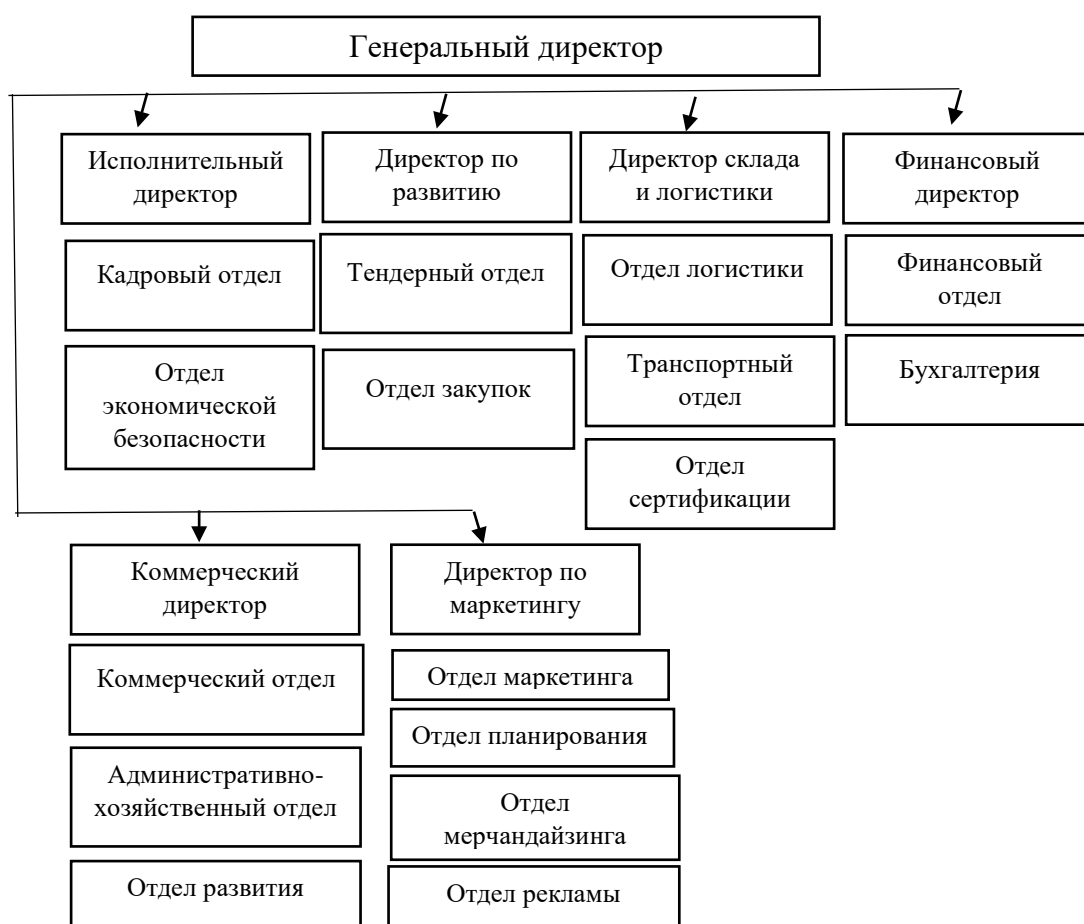 Генеральный директор
Исполнительный
директор
Кадровый отдел
Отдел
экономической
безопасности
Директор по
развитию
Тендерный отдел
Отдел закупок
Директор склада
и логистики
Отдел логистики
Транспортный
отдел
Отдел
сертификации
Финансовый
директор
Финансовый
отдел
Бухгалтерия
Коммерческий
директор
Коммерческий отдел
Административно-
хозяйственный отдел
Отдел развития
Директор по
маркетингу
Отдел маркетинга
Отдел планирования
Отдел
мерчандайзинга
Отдел рекламы